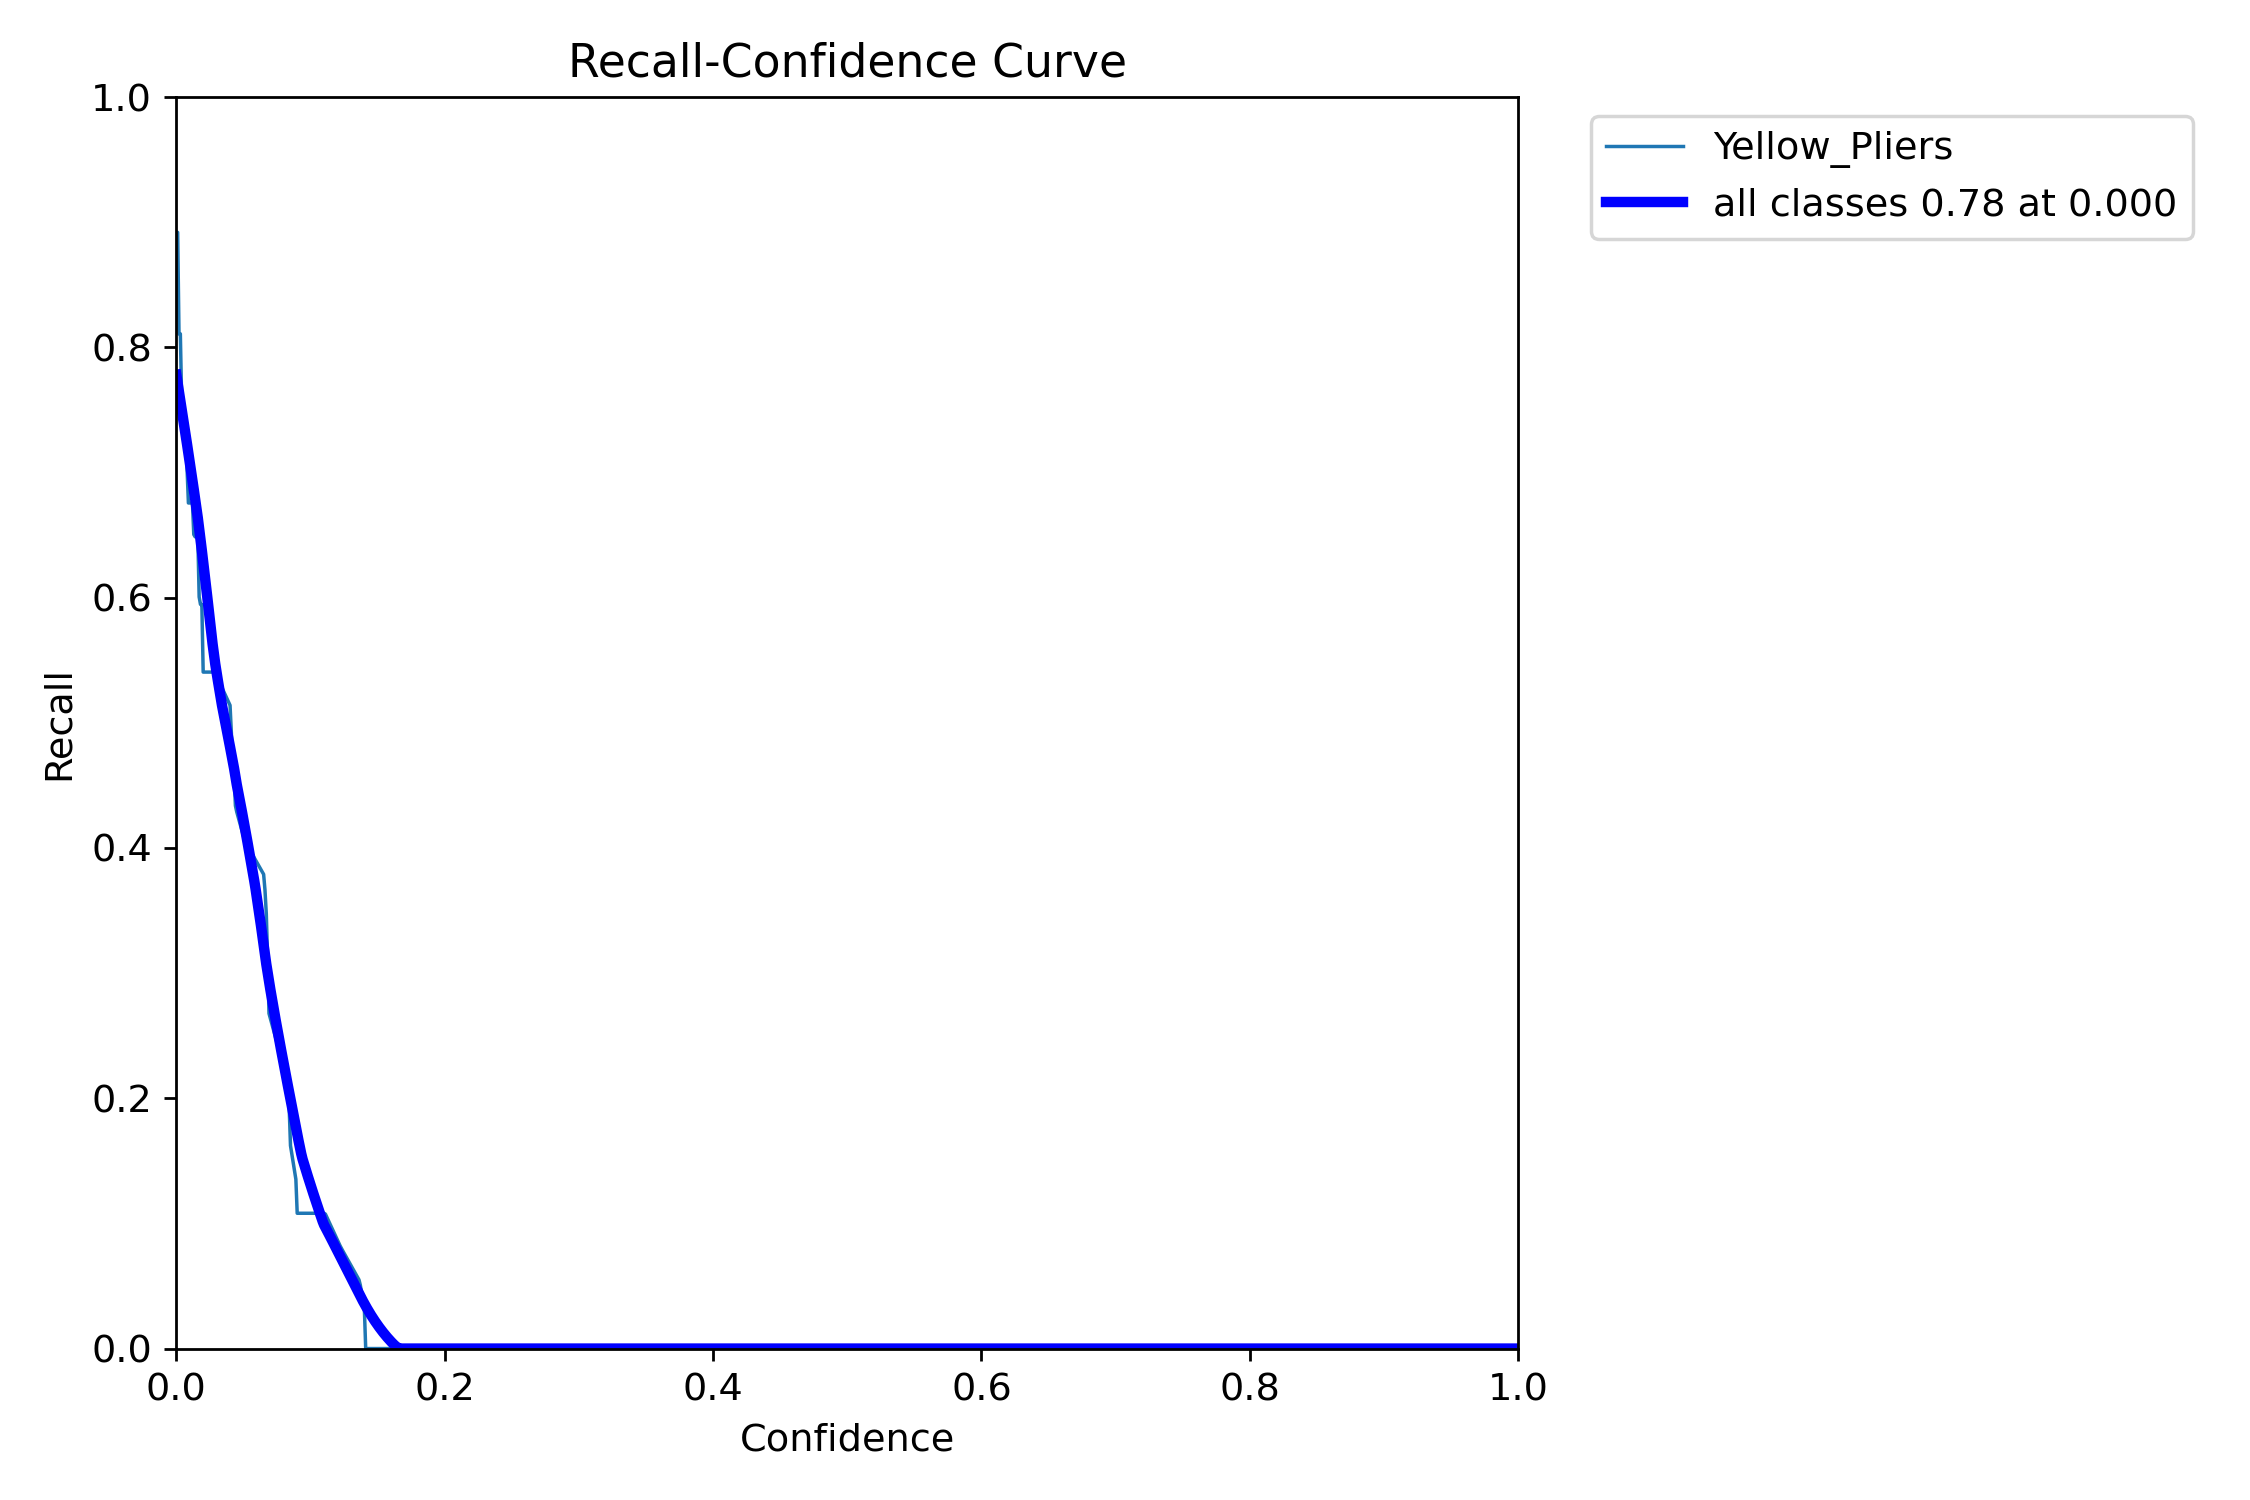 Recall-Confidence Curve
1.0
0.8
0.6
0.4
0.2
0.0
Recall
0.0 0.2 0.4 0.6 0.8 1.0
Confidence
Yellow_Pliers
all classes 0.78 at 0.000